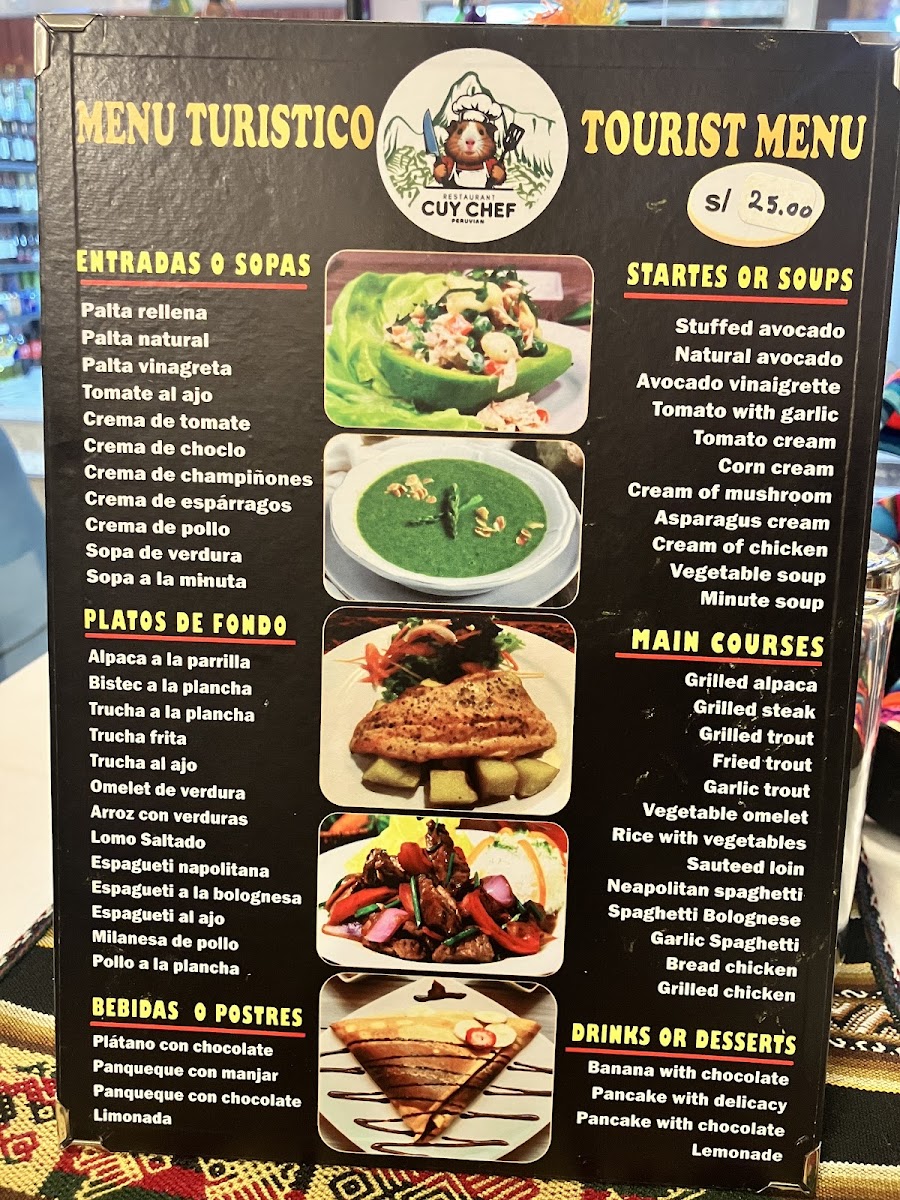 MENU TURISTICO
RESTAURANT
CUY CHEF
PERUVIAN
TOURIST MENU
s/ 25.00
ENTRADAS O SOPAS
Palta rellena
Palta natural
Palta vinagreta
Tomate al ajo
Crema de tomate
Crema de choclo
Crema de champiñones
Crema de espárragos
Crema de pollo
Sopa de verdura
Sopa a la minuta
PLATOS DE FONDO
Alpaca a la parrilla
Bistec a la plancha
Trucha a la plancha
Trucha frita
Trucha al ajo
Omelet de verdura
Arroz con verduras
Lomo Saltado
Espagueti napolitana
Espagueti a la bolognesa
Espagueti al ajo
Milanesa de pollo
Pollo a la plancha
BEBIDAS O POSTRES
Plátano con chocolate
Panqueque con manjar
Panqueque con chocolate
Limonada
STARTES OR SOUPS
Stuffed avocado
Natural avocado
Avocado vinaigrette
Tomato with garlic
Tomato cream
Corn cream
Cream of mushroom
Asparagus cream
Cream of chicken
Vegetable soup
Minute soup
MAIN COURSES
Grilled alpaca
Grilled steak
Grilled trout
Fried trout
Garlic trout
Vegetable omelet
Rice with vegetables
Sauteed loin
Neapolitan spaghetti
Spaghetti Bolognese
Garlic Spaghetti
Bread chicken
Grilled chicken
DRINKS OR DESSERTS
Banana with chocolate
Pancake with delicacy
Pancake with chocolate
Lemonade